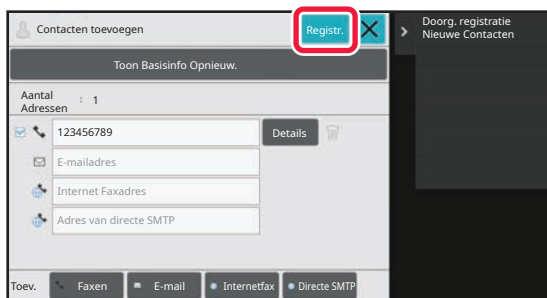 Contacten toevoegen
Registr.
Toon Basisinfo Opnieuw.
Aantal
Adressen : 1
123456789
Details
E-mailadres
Internet Faxadres
Adres van directe SMTP
Toev.
Faxen
E-mail
Internetfax
Directe SMTP
Doorg. registratie
Nieuwe Contacten